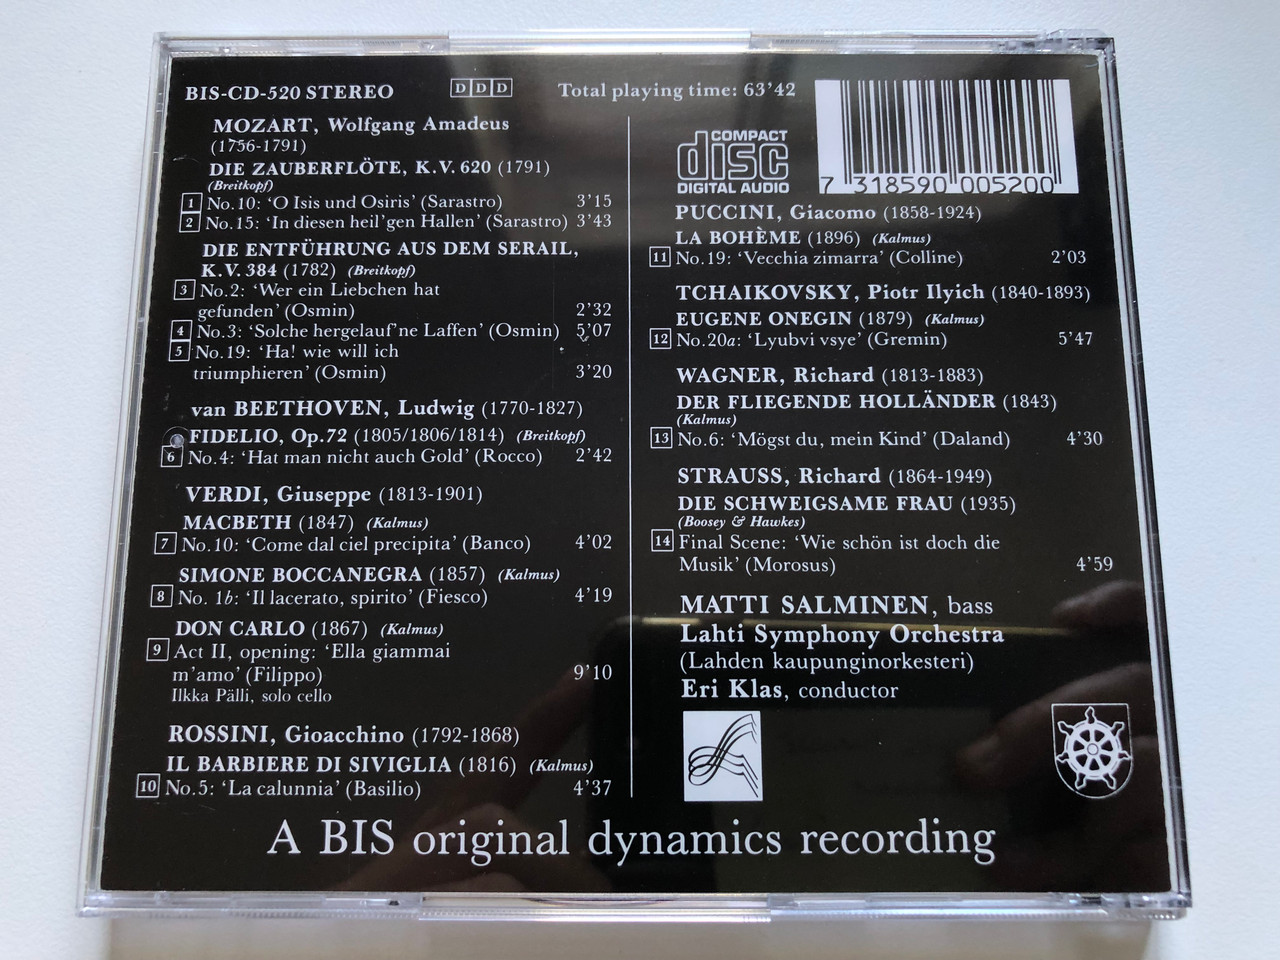 BIS-CD-520 STEREO
DDD
Total playing time: 63'42
MOZART, Wolfgang Amadeus
(1756-1791)
DIE ZAUBERFLÖTE, K.V. 620 (1791)
(Breitkopf)
1 No.10: ‘O Isis und Osiris’ (Sarastro) 3'15
2 No.15: ‘In diesen heil'gen Hallen’ (Sarastro) 3'43
DIE ENTFÜHRUNG AUS DEM SERAIL,
K.V. 384 (1782) (Breitkopf)
3 No.2: ‘Wer ein Liebchen hat
gefunden’ (Osmin) 2'32
4 No.3: ‘Solche hergelauf'ne Laffen’ (Osmin) 5'07
5 No.19: ‘Ha! wie will ich
triumphieren’ (Osmin) 3'20
van BEETHOVEN, Ludwig (1770-1827)
FIDELIO, Op.72 (1805/1806/1814) (Breitkopf)
6 No.4: ‘Hat man nicht auch Gold’ (Rocco) 2'42
VERDI, Giuseppe (1813-1901)
MACBETH (1847) (Kalmus)
7 No.10: ‘Come dal ciel precipita’ (Banco) 4'02
SIMONE BOCCANEGRA (1857) (Kalmus)
8 No. 1b: ‘Il lacerato, spirito’ (Fiesco) 4'19
DON CARLO (1867) (Kalmus)
9 Act II, opening: ‘Ella giammai
m'amo’ (Filippo) 9'10
Ilkka Pälli, solo cello
ROSSINI, Gioacchino (1792-1868)
IL BARBIERE DI SIVIGLIA (1816) (Kalmus)
10 No.5: ‘La calunnia’ (Basilio) 4'37
COMPACT
disc
DIGITAL AUDIO
7 318590 005200
PUCCINI, Giacomo (1858-1924)
LA BOHÈME (1896) (Kalmus)
11 No.19: ‘Vecchia zimarra’ (Colline) 2'03
TCHAIKOVSKY, Piotr Ilyich (1840-1893)
EUGENE ONEGIN (1879) (Kalmus)
12 No.20a: ‘Lyubvi vsye’ (Gremin) 5'47
WAGNER, Richard (1813-1883)
DER FLIEGENDE HOLLÄNDER (1843)
(Kalmus)
13 No.6: ‘Mögst du, mein Kind’ (Daland) 4'30
STRAUSS, Richard (1864-1949)
DIE SCHWEIGSAME FRAU (1935)
(Boosey & Hawkes)
14 Final Scene: ‘Wie schön ist doch die
Musik’ (Morosus) 4'59
MATTI SALMINEN, bass
Lahti Symphony Orchestra
(Lahden kaupunginorkesteri)
Eri Klas, conductor
A BIS original dynamics recording